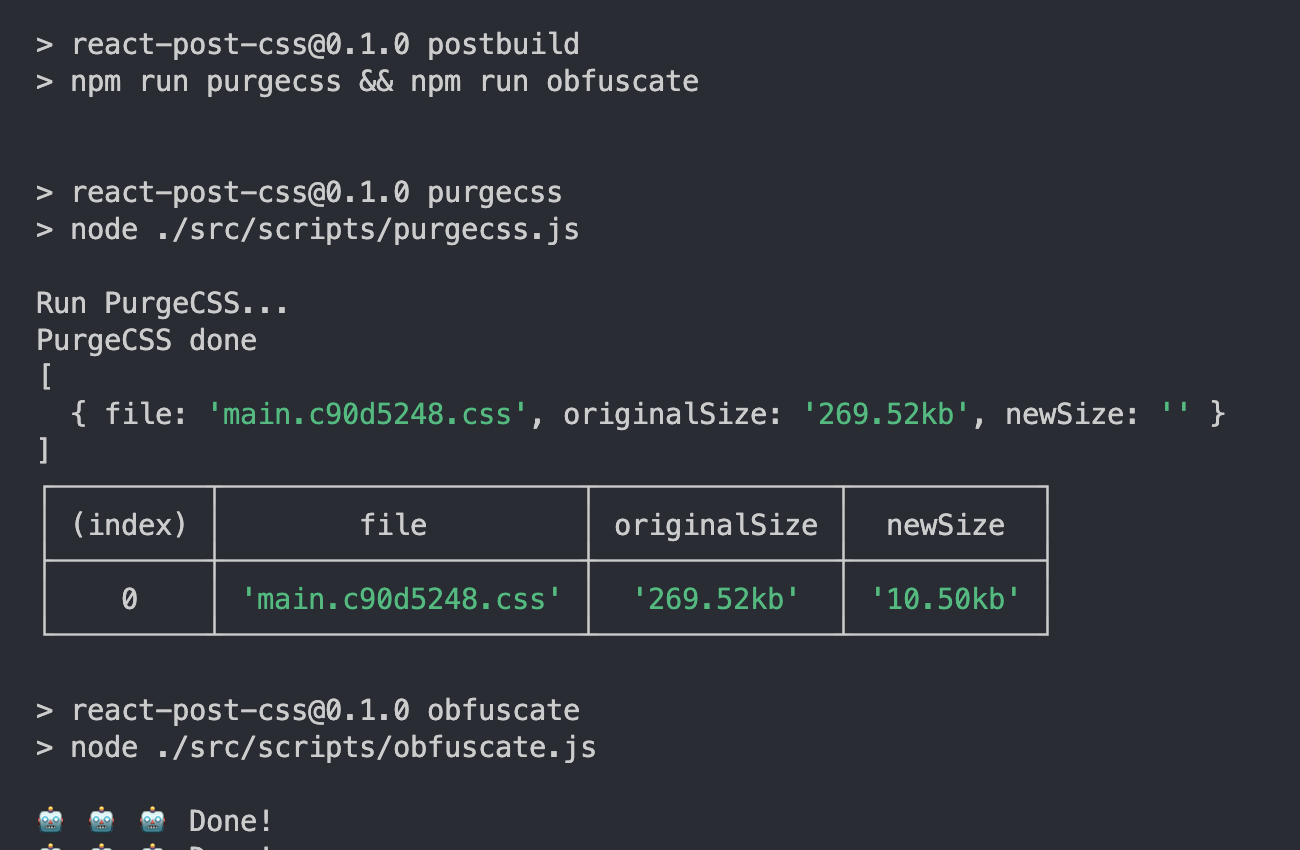 > react-post-css@0.1.0 postbuild
> npm run purgecss && npm run obfuscate
> react-post-css@0.1.0 purgecss
> node ./src/scripts/purgecss.js
Run PurgeCSS...
PurgeCSS done
[
{ file: 'main.c90d5248.css', originalSize: '269.52kb', newSize: '' }
]
(index) file originalSize newSize
0 'main.c90d5248.css' '269.52kb' '10.50kb'
> react-post-css@0.1.0 obfuscate
> node ./src/scripts/obfuscate.js
🤖 🤖 🤖 Done!